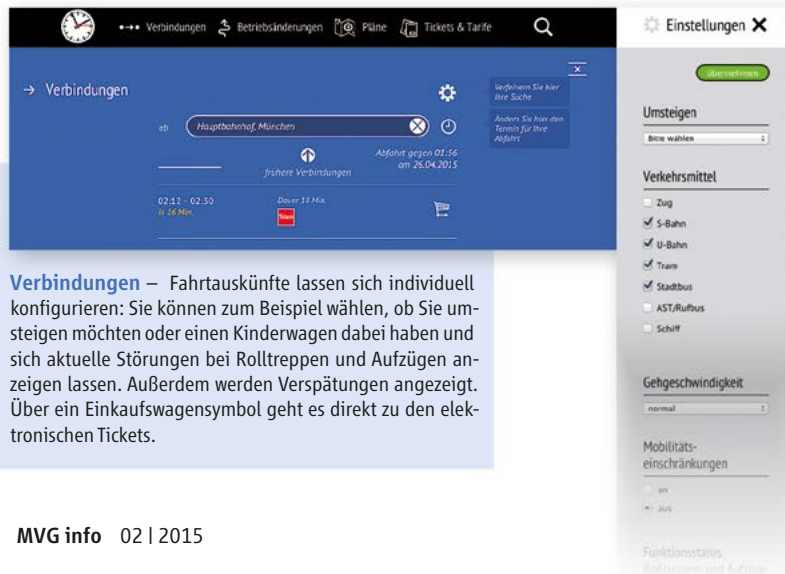 Verbindungen Betriebsänderungen Pläne Tickets & Tarife
→ Verbindungen
ab Hauptbahnhof, München
frühere Verbindungen
Abfahrt gegen 01:56
am 26.04.2015
02:12 - 02:30
in 16 Min.
Dauer 18 Min.
Tram
Verfeinern Sie hier
Ihre Suche.
Ändern Sie hier den
Termin für Ihre
Abfahrt.
Einstellungen
übernehmen
Umsteigen
Bitte wählen
Verkehrsmittel
Zug
S-Bahn
U-Bahn
Tram
Stadtbus
AST/Rufbus
Schiff
Gehgeschwindigkeit
normal
Mobilitäts-
einschränkungen
an
aus
Funktionsstatus
Rolltreppen und Aufzüge
Verbindungen – Fahrtauskünfte lassen sich individuell
konfigurieren: Sie können zum Beispiel wählen, ob Sie um-
steigen möchten oder einen Kinderwagen dabei haben und
sich aktuelle Störungen bei Rolltreppen und Aufzügen an-
zeigen lassen. Außerdem werden Verspätungen angezeigt.
Über ein Einkaufswagensymbol geht es direkt zu den elek-
tronischen Tickets.
MVG info 02 | 2015